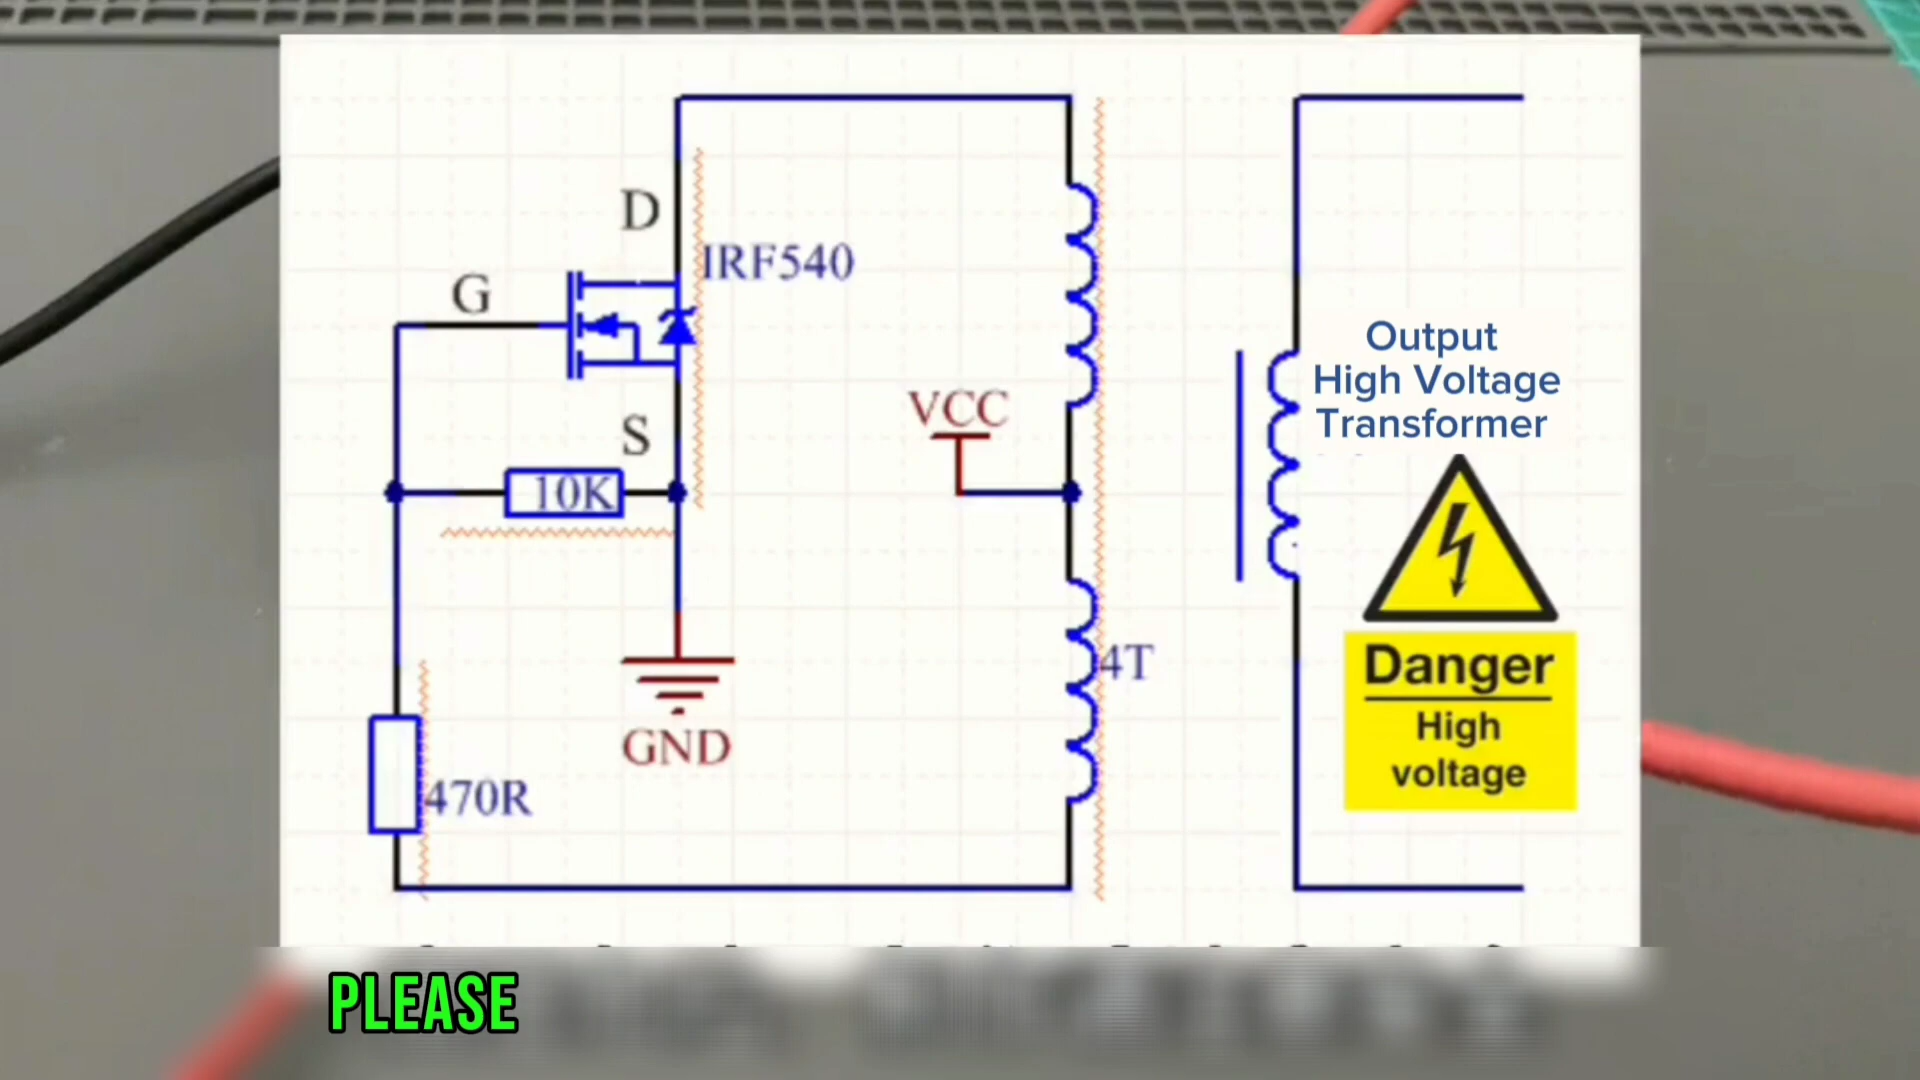 D
IRF540
G
Output
High Voltage
Transformer
VCC
S
10K
4T
Danger
High
voltage
GND
470R
PLEASE